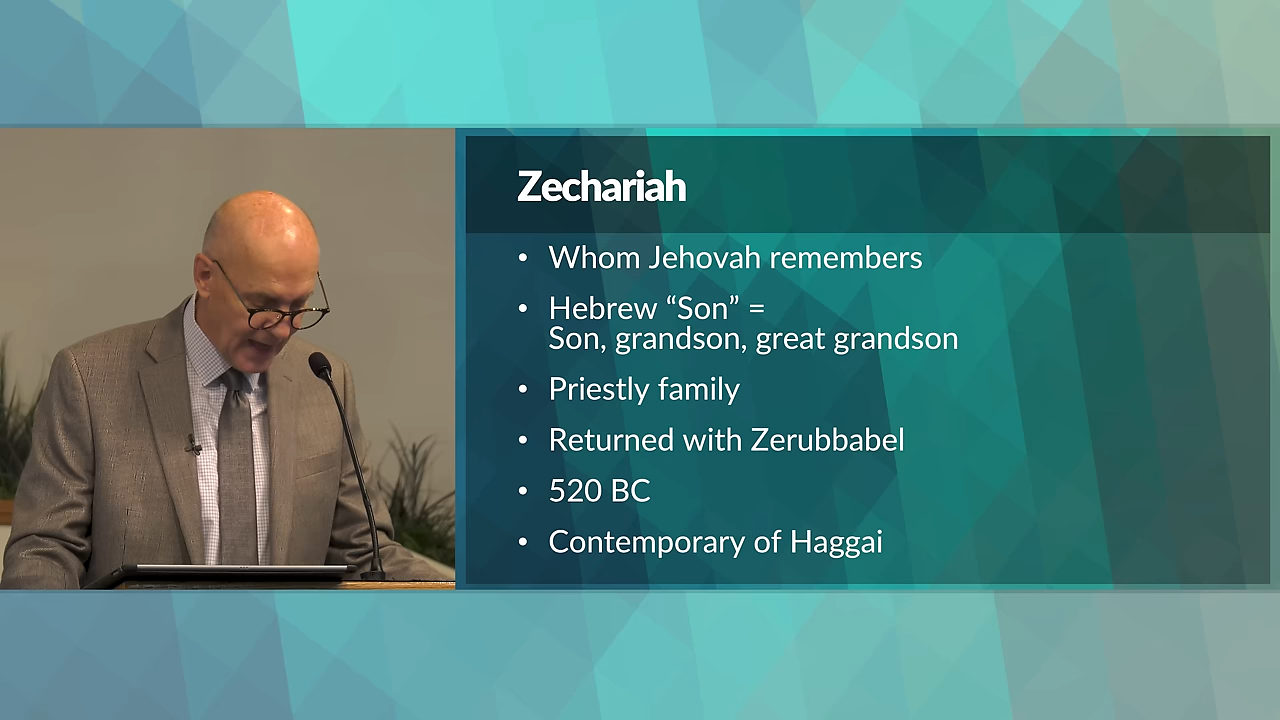 Zechariah
• Whom Jehovah remembers
• Hebrew “Son” =
Son, grandson, great grandson
• Priestly family
• Returned with Zerubbabel
• 520 BC
• Contemporary of Haggai